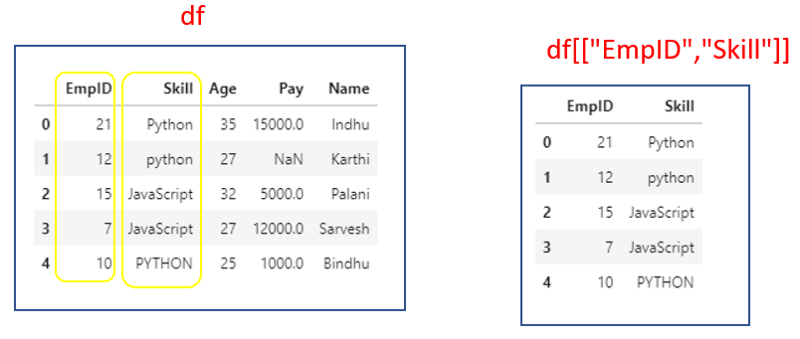 df
EmpID Skill Age Pay Name
0 21 Python 35 15000.0 Indhu
1 12 python 27 NaN Karthi
2 15 JavaScript 32 5000.0 Palani
3 7 JavaScript 27 12000.0 Sarvesh
4 10 PYTHON 25 1000.0 Bindhu
df[["EmpID","Skill"]]
EmpID Skill
0 21 Python
1 12 python
2 15 JavaScript
3 7 JavaScript
4 10 PYTHON